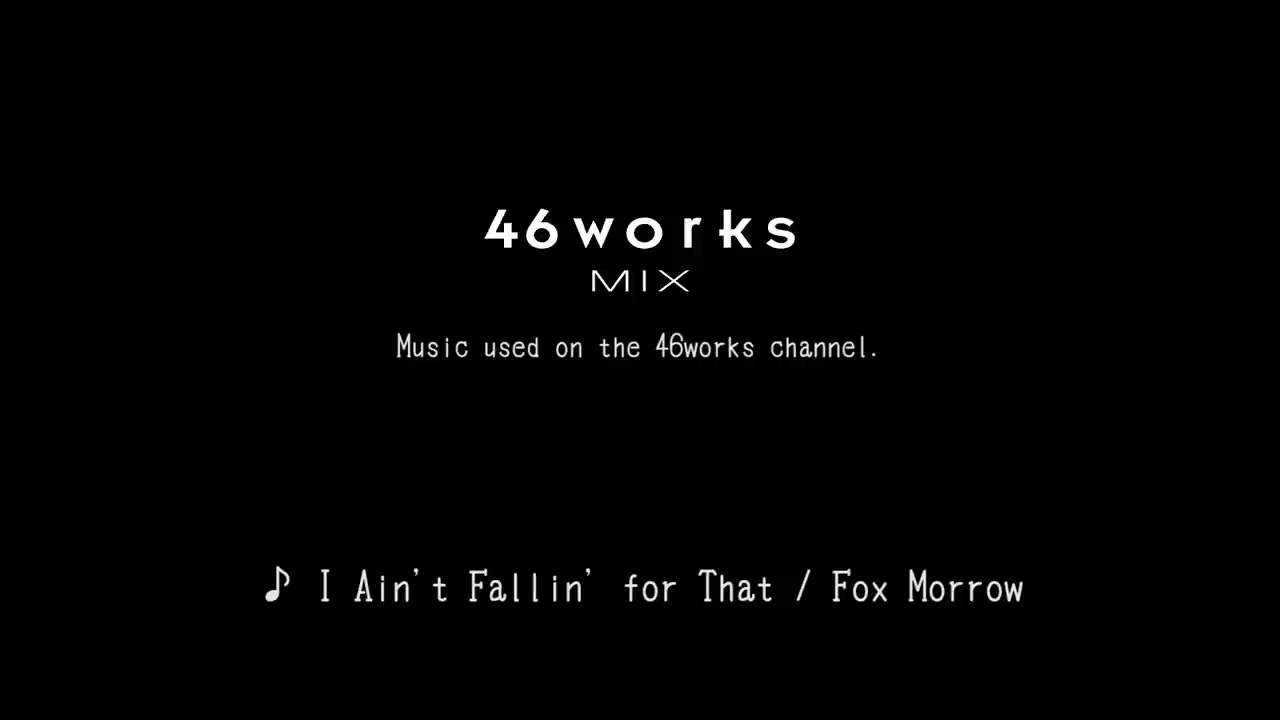 46works
MIX
Music used on the 46works channel.
♪ I Ain't Fallin' for That / Fox Morrow